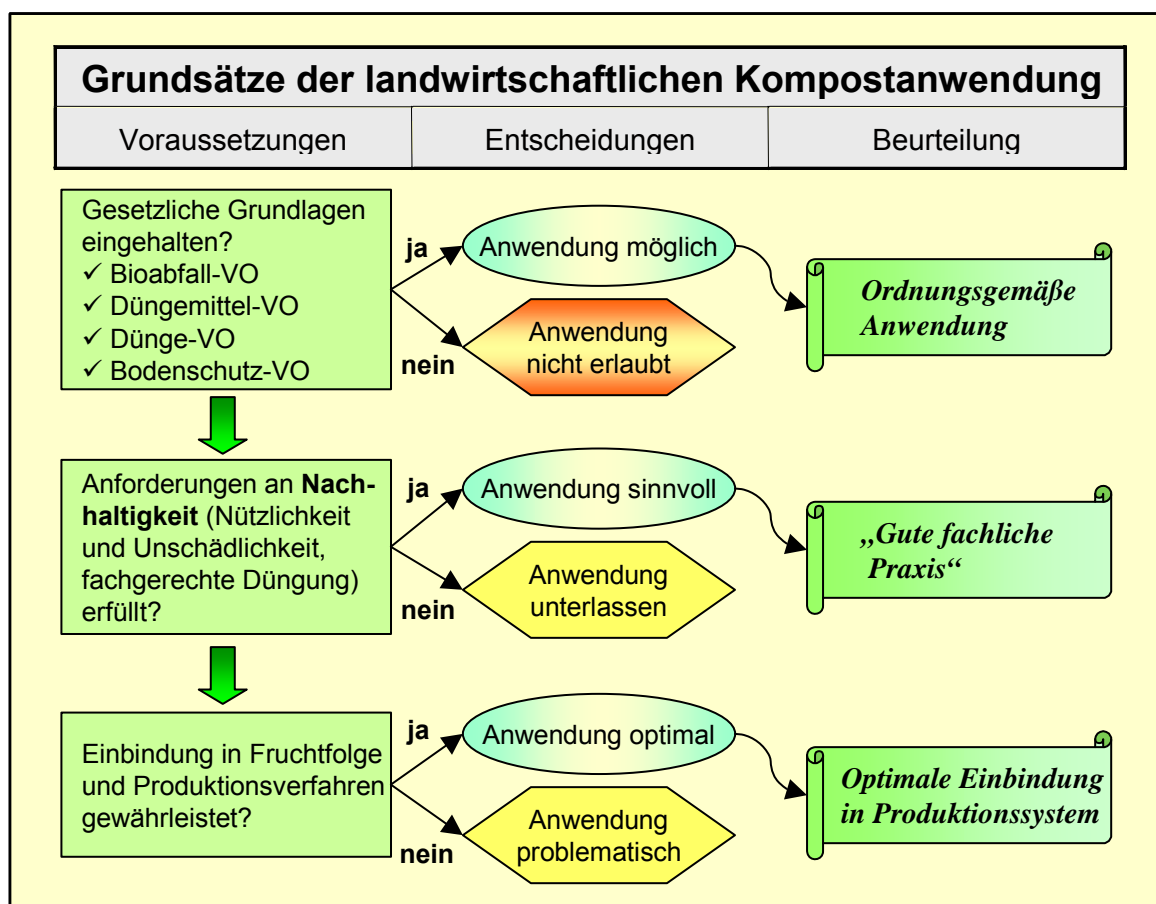 Grundsätze der landwirtschaftlichen Kompostanwendung
Voraussetzungen
Entscheidungen
Beurteilung
Gesetzliche Grundlagen
eingehalten?
✓ Bioabfall-VO
✓ Düngemittel-VO
✓ Dünge-VO
✓ Bodenschutz-VO
ja
nein
Anwendung möglich
Anwendung
nicht erlaubt
Ordnungsgemäße
Anwendung
Anforderungen an Nach-
haltigkeit (Nützlichkeit
und Unschädlichkeit,
fachgerechte Düngung)
erfüllt?
ja
nein
Anwendung sinnvoll
Anwendung
unterlassen
„Gute fachliche
Praxis“
Einbindung in Fruchtfolge
und Produktionsverfahren
gewährleistet?
ja
nein
Anwendung optimal
Anwendung
problematisch
Optimale Einbindung
in Produktionssystem